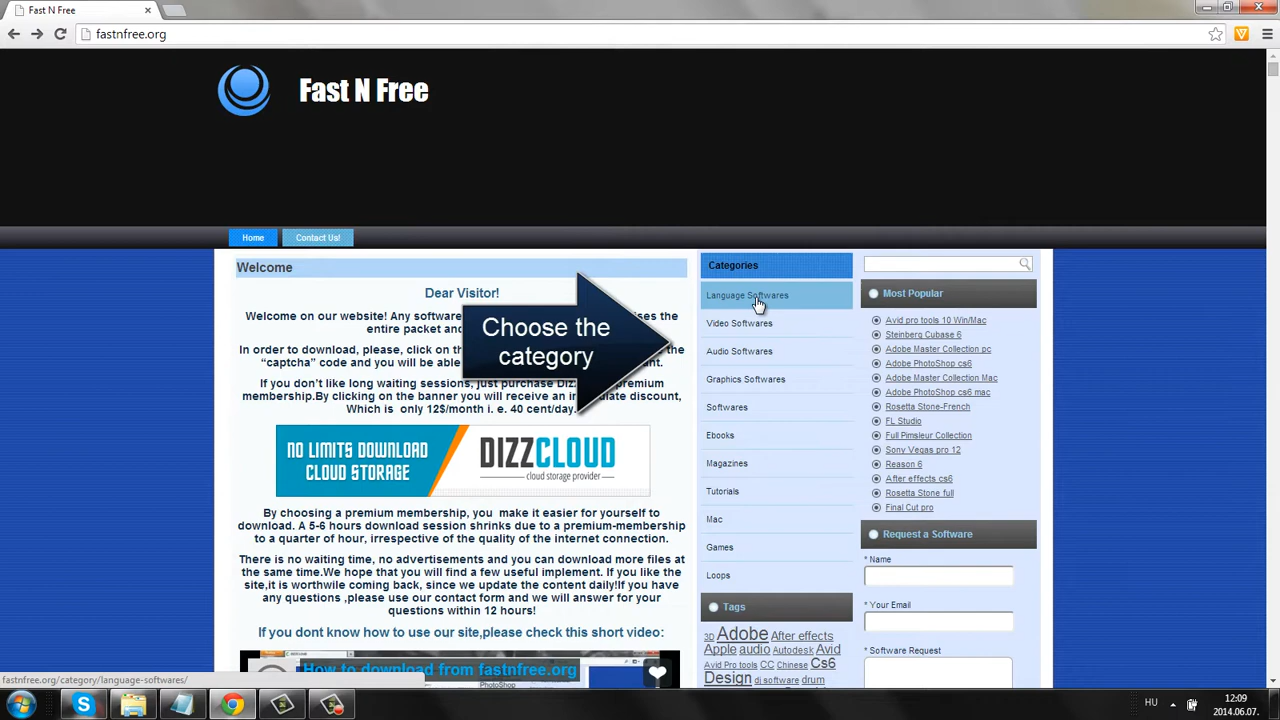 Fast N Free
fastnfree.org
Fast N Free
Home
Contact Us!
Welcome
Dear Visitor!
Welcome on our website! Any software
ises the
entire packet
In order to download, please, click on
the
“captcha” code and you will be able
If you don’t like long waiting sessions, just purchase
premium
membership.By clicking on the banner you will receive an
discount,
Which is only 12$/month i. e. 40 cent/day.
Choose the
category
NO LIMITS DOWNLOAD
CLOUD STORAGE
DIZZCLOUD
cloud storage provider
By choosing a premium membership, you make it easier for yourself to
download. A 5-6 hours download session shrinks due to a premium-membership
to a quarter of hour, irrespective of the quality of the internet connection.
There is no waiting time, no advertisements and you can download more files at
the same time.We hope that you will find a few useful implement. If you like the
site,it is worthwile coming back, since we update the content daily!If you have
any questions ,please use our contact form and we will answer for your
questions within 12 hours!
If you dont know how to use our site,please check this short video:
How to download from fastnfree.org
PhotoShop
Categories
Language Softwares
Video Softwares
Audio Softwares
Graphics Softwares
Softwares
Ebooks
Magazines
Tutorials
Mac
Games
Loops
Tags
3D Adobe After effects
Apple audio Autodesk Avid
Avid Pro tools CC Chinese Cs6
Design dj software drum
Most Popular
Avid pro tools 10 Win/Mac
Steinberg Cubase 6
Adobe Master Collection pc
Adobe PhotoShop cs6
Adobe Master Collection Mac
Adobe PhotoShop cs6 mac
Rosetta Stone-French
FL Studio
Full Pimsleur Collection
Sony Vegas pro 12
Reason 6
After effects cs6
Rosetta Stone full
Final Cut pro
Request a Software
* Name
* Your Email
* Software Request
fastnfree.org/category/language-softwares/
HU
12:09
2014.06.07.